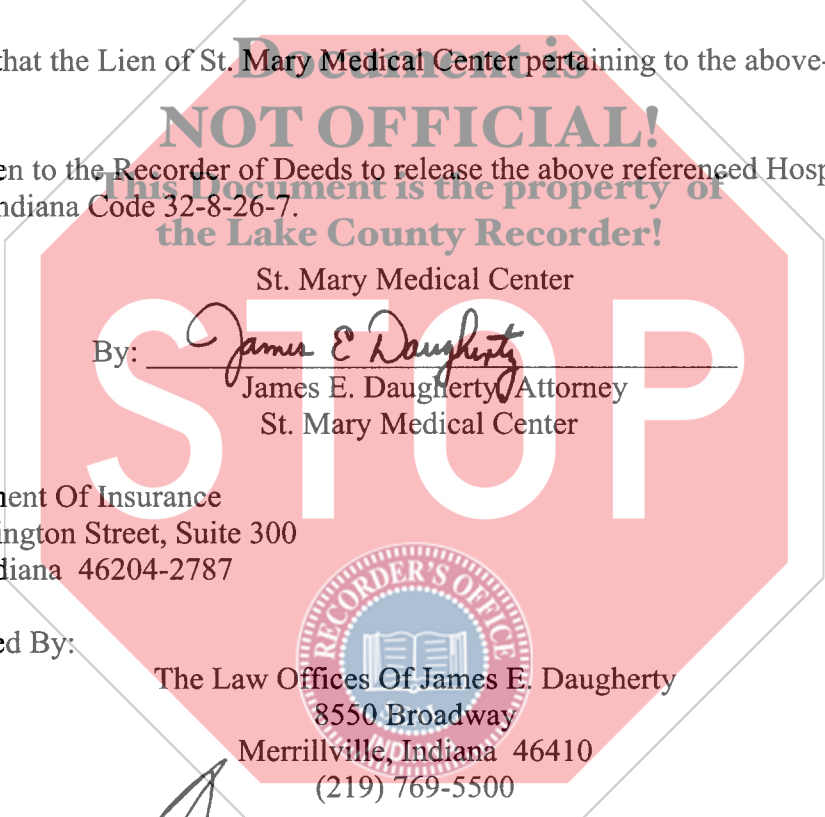 that the Lien of St. Mary Medical Center pertaining to the above-
Document is
NOT OFFICIAL!
en to the Recorder of Deeds to release the above referenced Hosp
This Document is the property of
ndiana Code 32-8-26-7.
the Lake County Recorder!
St. Mary Medical Center
STOP
By: James E Daugherty
James E. Daugherty, Attorney
St. Mary Medical Center
nent Of Insurance
ington Street, Suite 300
diana 46204-2787
RECORDER'S OFFICE
ed By:
The Law Offices Of James E. Daugherty
8550 Broadway
Merrillville, Indiana 46410
INDIANA
(219) 769-5500